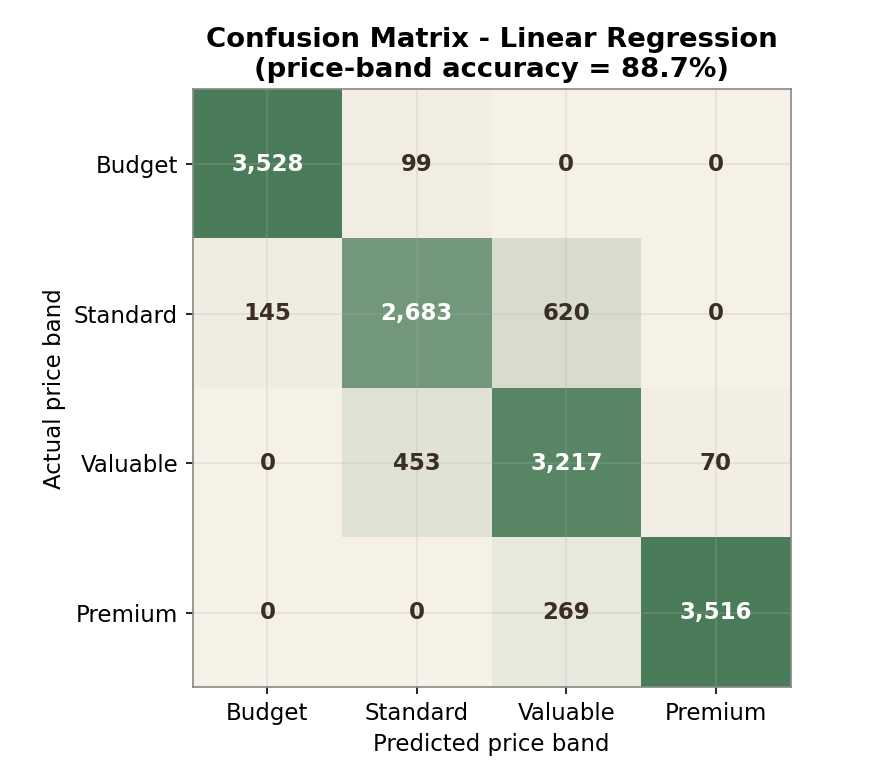 Confusion Matrix - Linear Regression
(price-band accuracy = 88.7%)
Actual price band
Budget 3,528 99 0 0
Standard 145 2,683 620 0
Valuable 0 453 3,217 70
Premium 0 0 269 3,516
Budget Standard Valuable Premium
Predicted price band